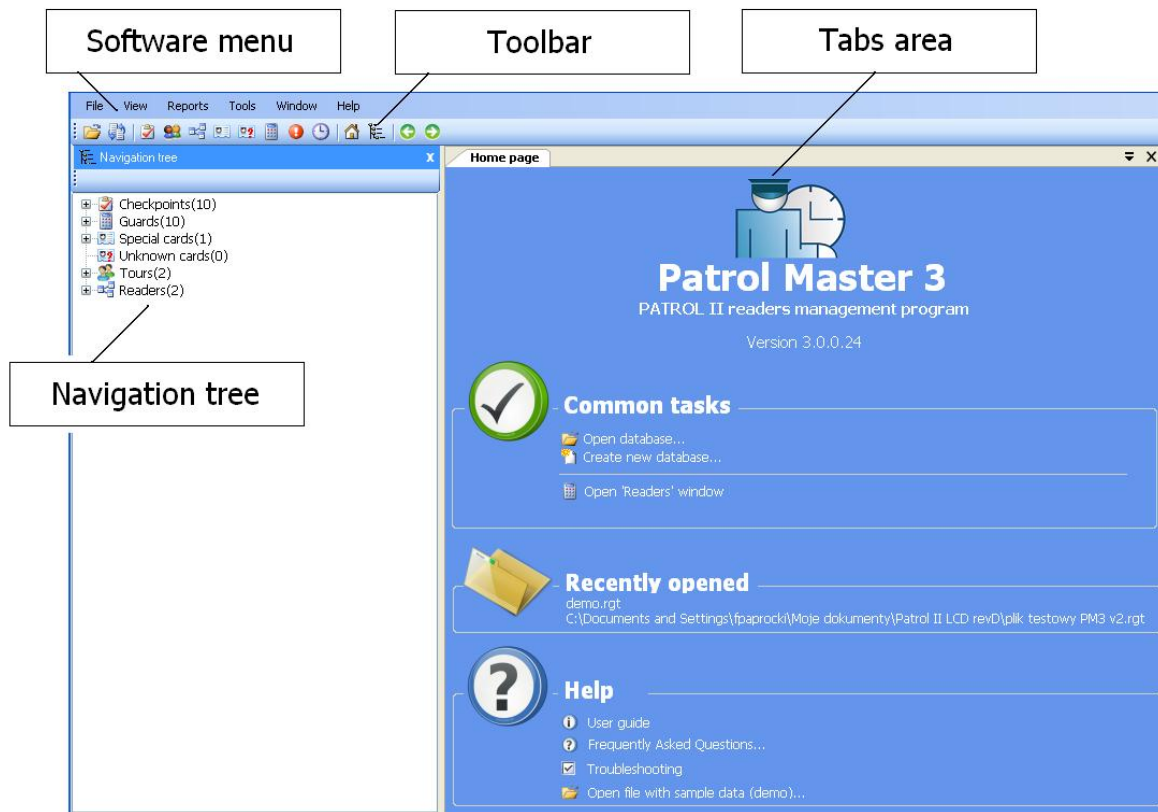 Software menu
Toolbar
Tabs area
File View Reports Tools Window Help
Navigation tree x
Home page
Checkpoints(10)
Guards(10)
Special cards(1)
Unknown cards(0)
Tours(2)
Readers(2)
Navigation tree
Patrol Master 3
PATROL II readers management program
Version 3.0.0.24
Common tasks
Open database...
Create new database...
Open 'Readers' window
Recently opened
demo.rgt
C:\Documents and Settings\fpaprocki\Moje dokumenty\Patrol II LCD revD\plik testowy PM3 v2.rgt
Help
User guide
Frequently Asked Questions...
Troubleshooting
Open file with sample data (demo)...